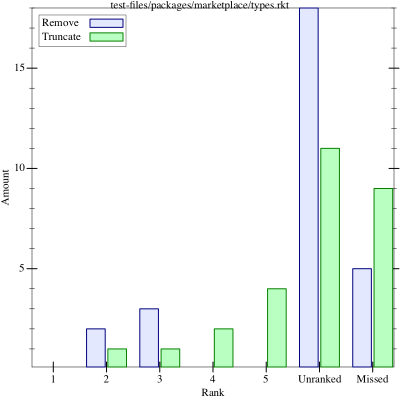 test-files/packages/marketplace/types.rkt
Remove
Truncate
15
10
5
Amount
1 2 3 4 5 Unranked Missed
Rank